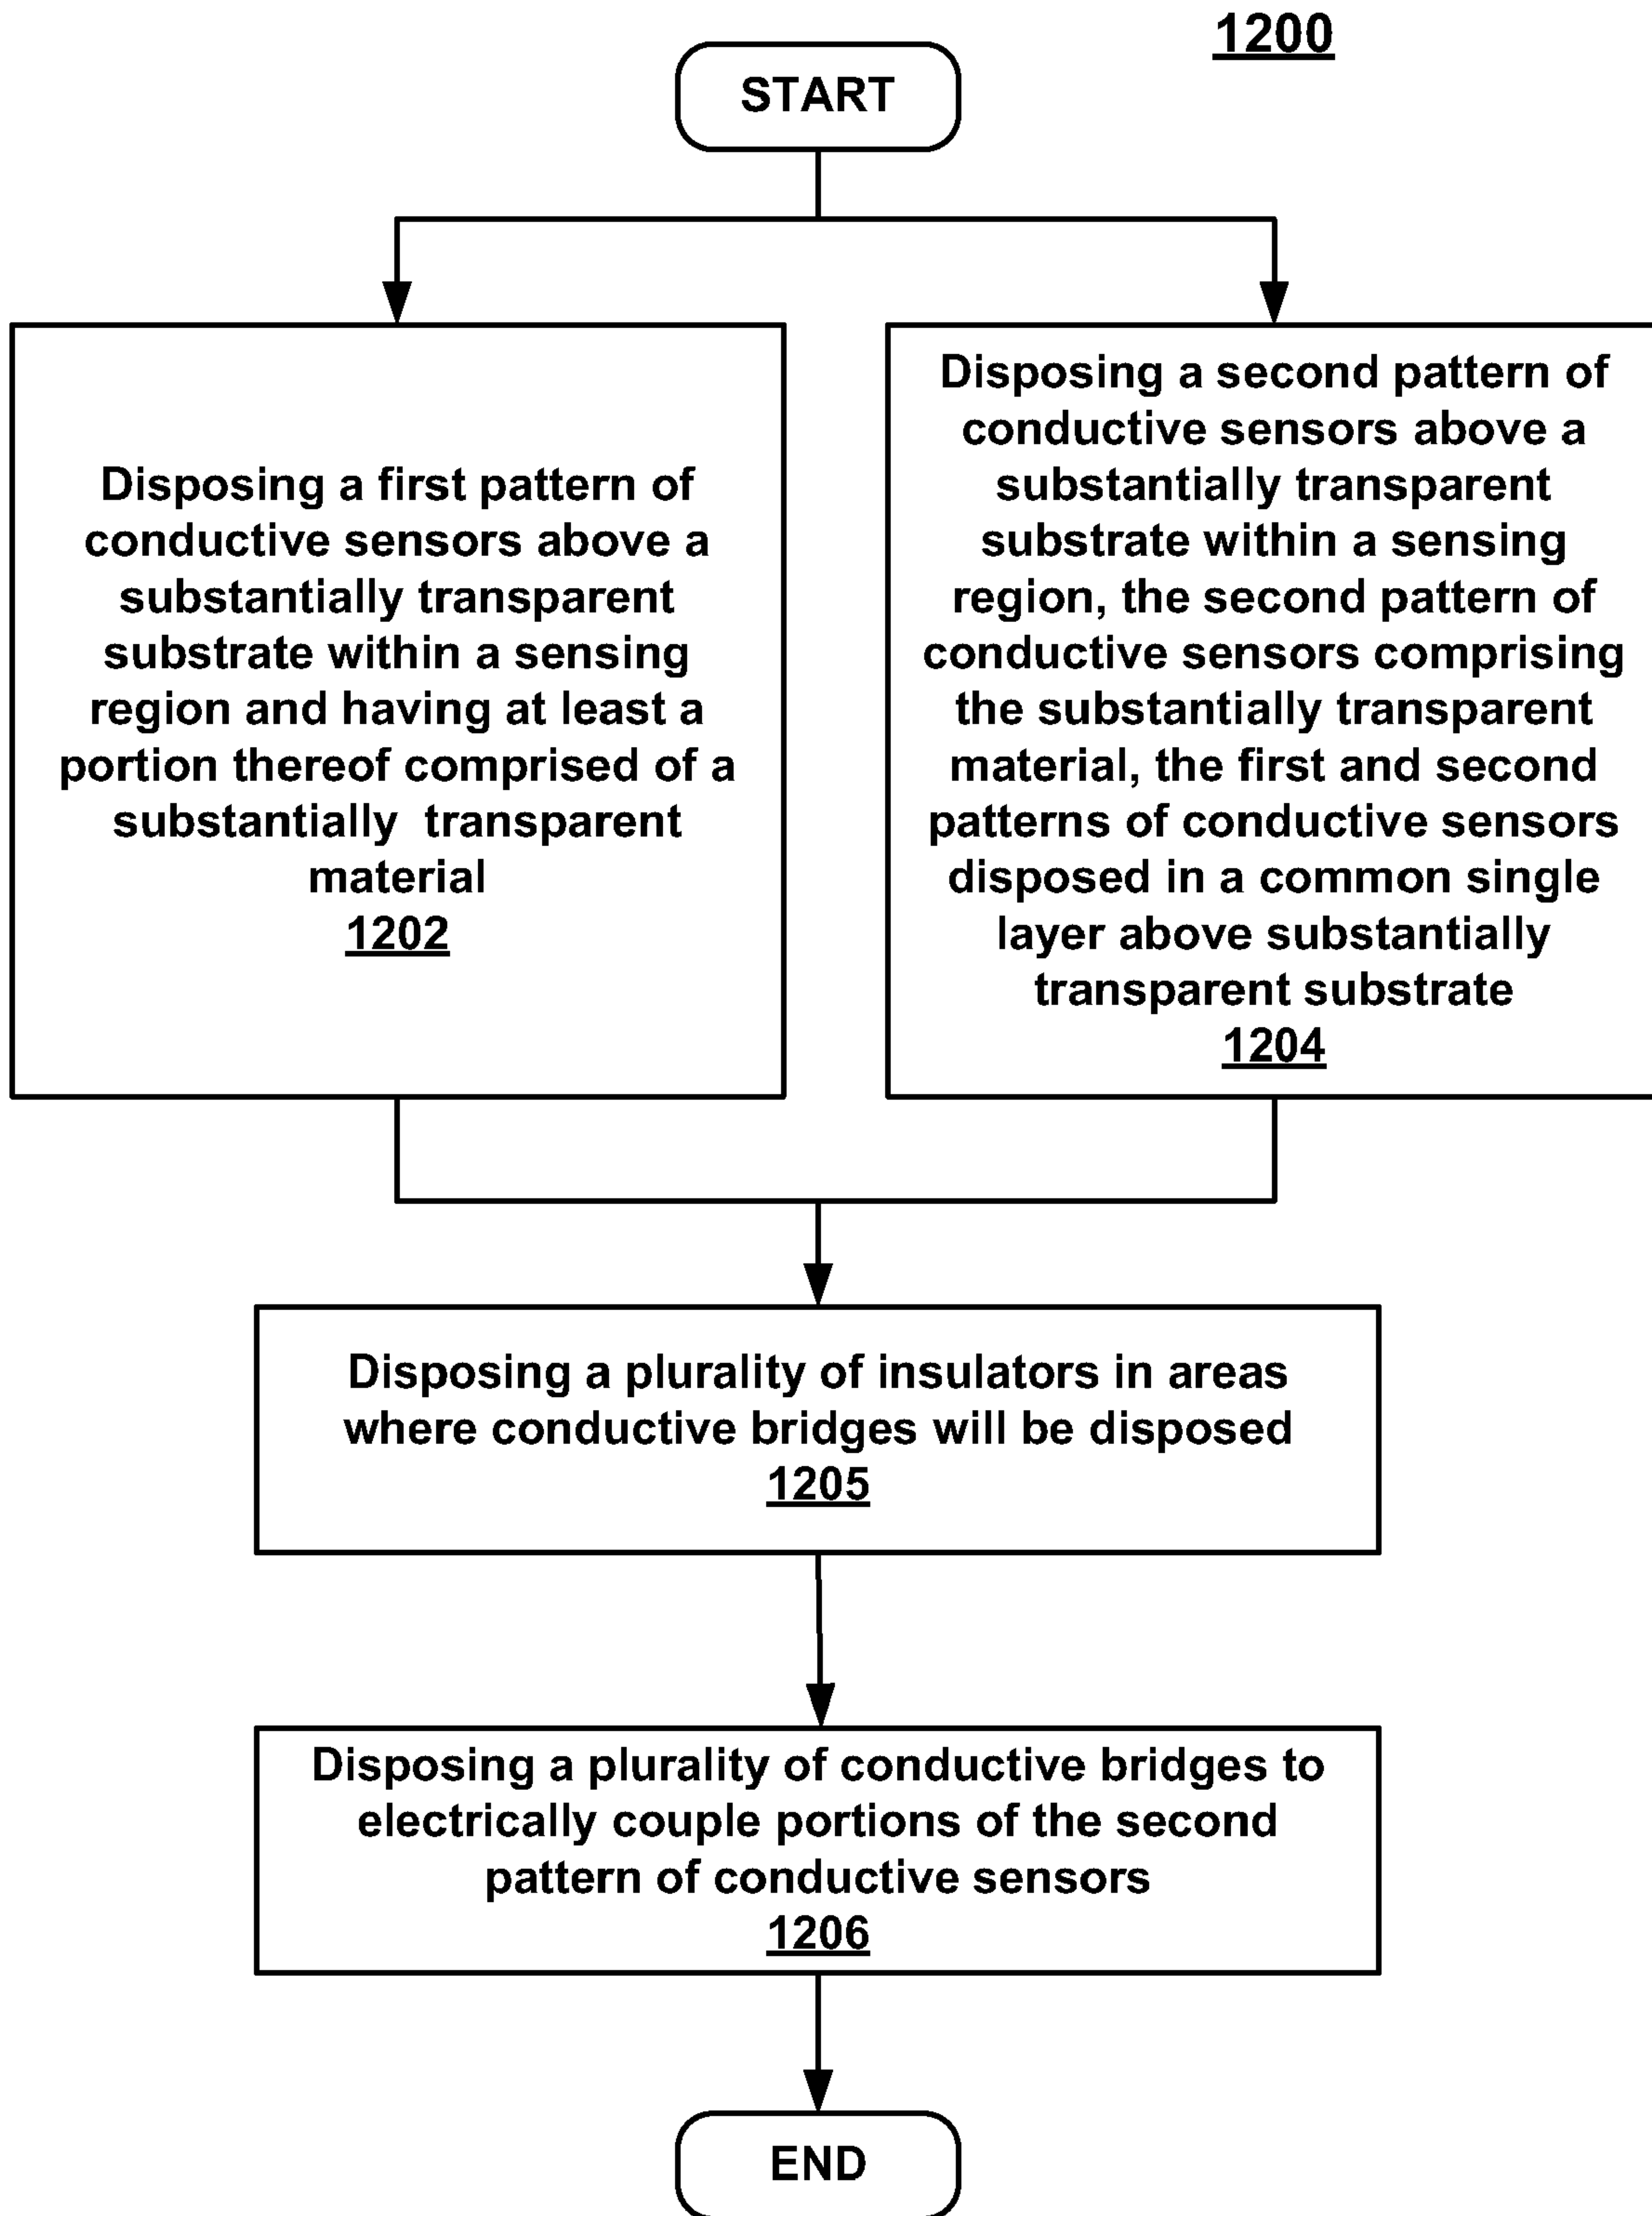 1200
START
Disposing a first pattern of
conductive sensors above a
substantially transparent
substrate within a sensing
region and having at least a
portion thereof comprised of a
substantially transparent
material
1202
Disposing a second pattern of
conductive sensors above a
substantially transparent
substrate within a sensing
region, the second pattern of
conductive sensors comprising
the substantially transparent
material, the first and second
patterns of conductive sensors
disposed in a common single
layer above substantially
transparent substrate
1204
Disposing a plurality of insulators in areas
where conductive bridges will be disposed
1205
Disposing a plurality of conductive bridges to
electrically couple portions of the second
pattern of conductive sensors
1206
END